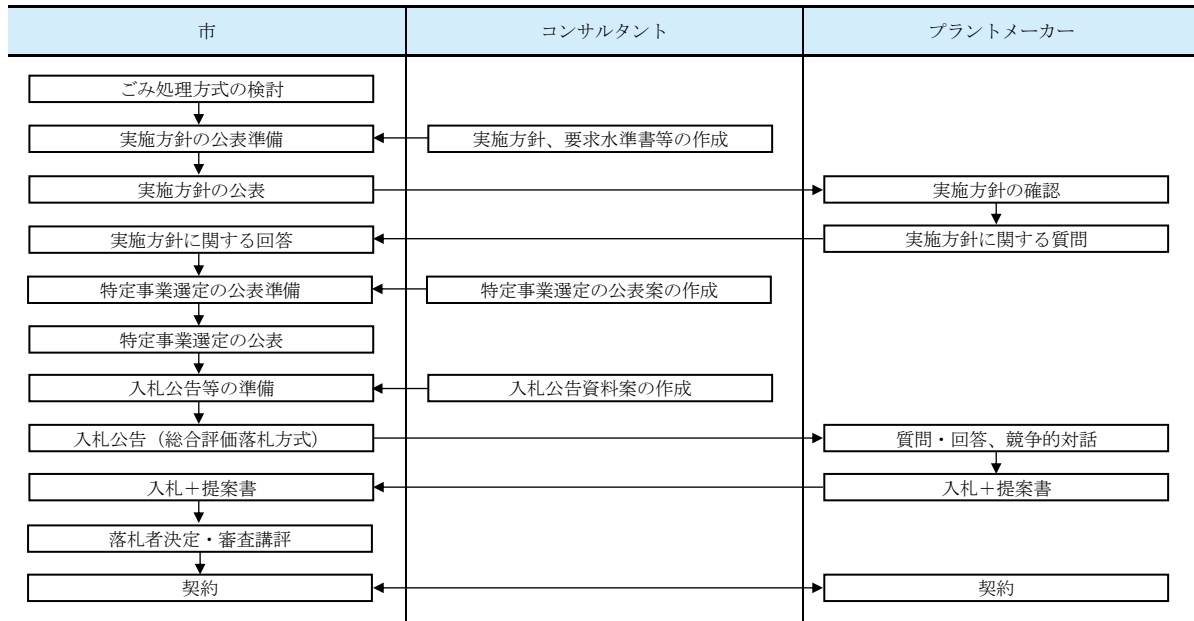 市
コンサルタント
プラントメーカー
ごみ処理方式の検討
実施方針の公表準備
実施方針、要求水準書等の作成
実施方針の公表
実施方針の確認
実施方針に関する回答
実施方針に関する質問
特定事業選定の公表準備
特定事業選定の公表案の作成
特定事業選定の公表
入札公告等の準備
入札公告資料案の作成
入札公告（総合評価落札方式）
質問・回答、競争的対話
入札＋提案書
入札＋提案書
落札者決定・審査講評
契約
契約